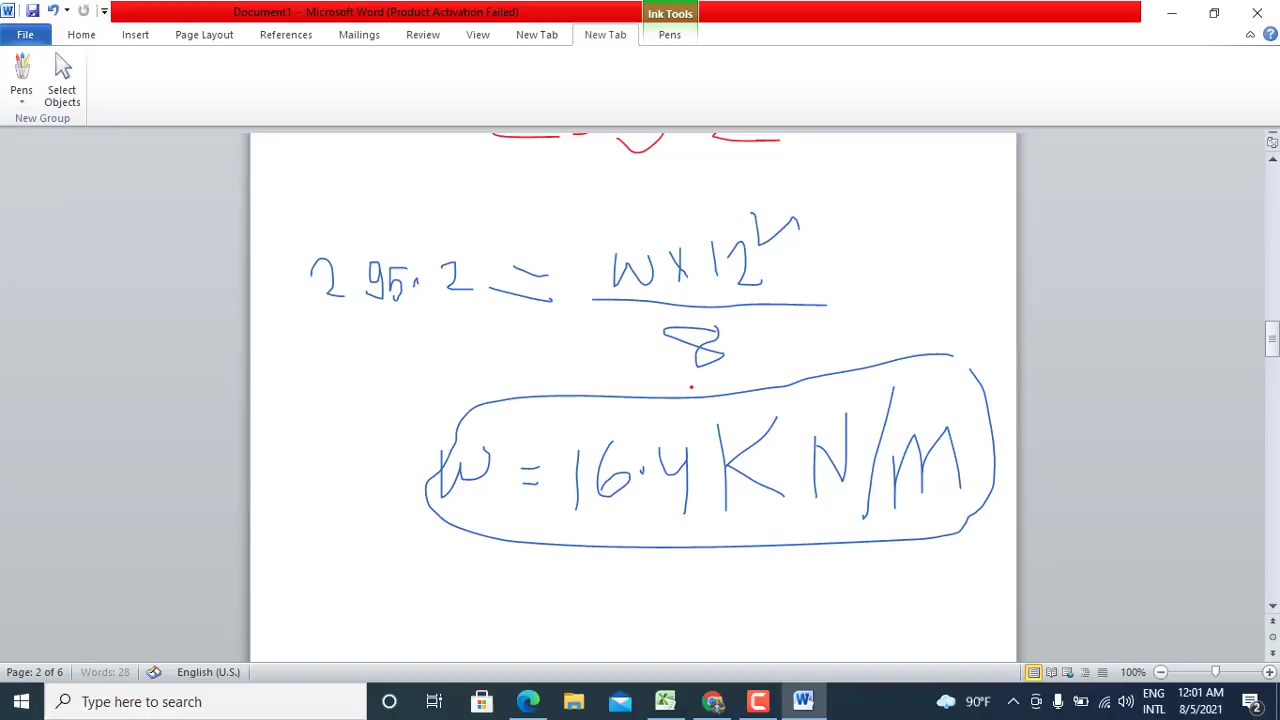 Document1 - Microsoft Word (Product Activation Failed)
Ink Tools
File Home Insert Page Layout References Mailings Review View New Tab New Tab Pens
Pens
Select Objects
New Group
295.2 = W x 12²
8
w = 16.4 KN/m
Page: 2 of 6 Words: 28 English (U.S.) 100%
Type here to search
90°F
ENG 12:01 AM
INTL 8/5/2021
2